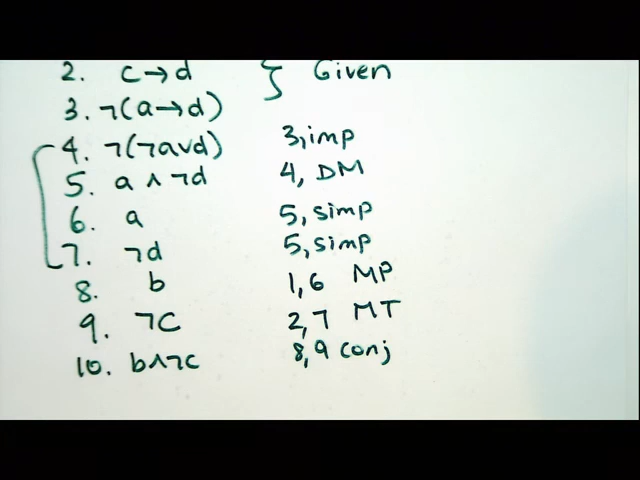 2. c→d } Given
3. ¬(a→d)
4. ¬(¬a∨d) 3,imp
5. a ∧ ¬d 4, DM
6. a 5, simp
7. ¬d 5, simp
8. b 1,6 MP
9. ¬C 2,7 MT
10. b∧¬c 8,9 conj